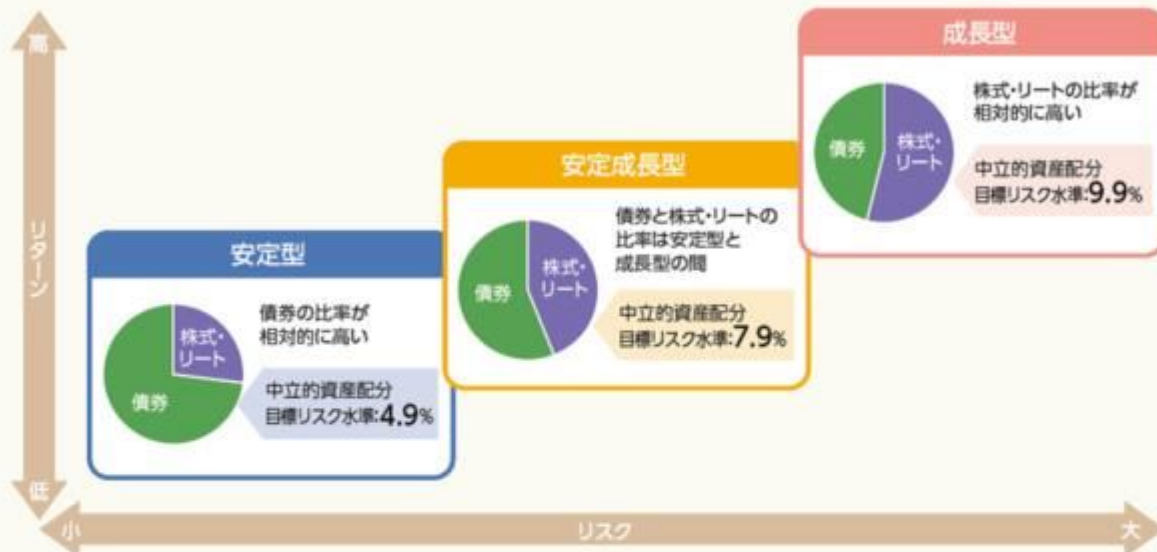 高
リターン
低
小
リスク
大
安定型
株式・
リート
債券
債券の比率が
相対的に高い
中立的資産配分
目標リスク水準:4.9%
安定成長型
債券
株式・
リート
債券と株式・リートの
比率は安定型と
成長型の間
中立的資産配分
目標リスク水準:7.9%
成長型
債券
株式・
リート
株式・リートの比率が
相対的に高い
中立的資産配分
目標リスク水準:9.9%